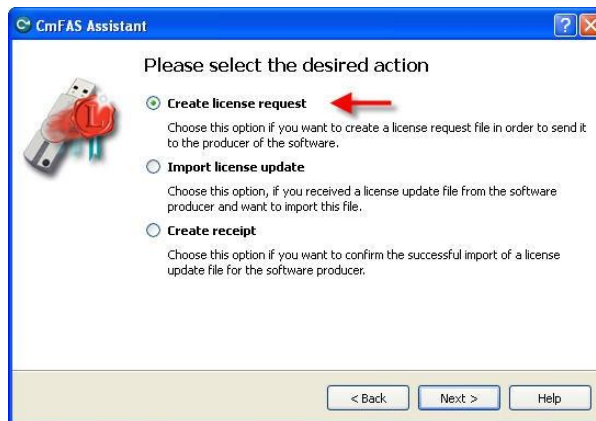 CmFAS Assistant
Please select the desired action
Create license request
Choose this option if you want to create a license request file in order to send it
to the producer of the software.
Import license update
Choose this option, if you received a license update file from the software
producer and want to import this file.
Create receipt
Choose this option if you want to confirm the successful import of a license
update file for the software producer.
< Back Next > Help